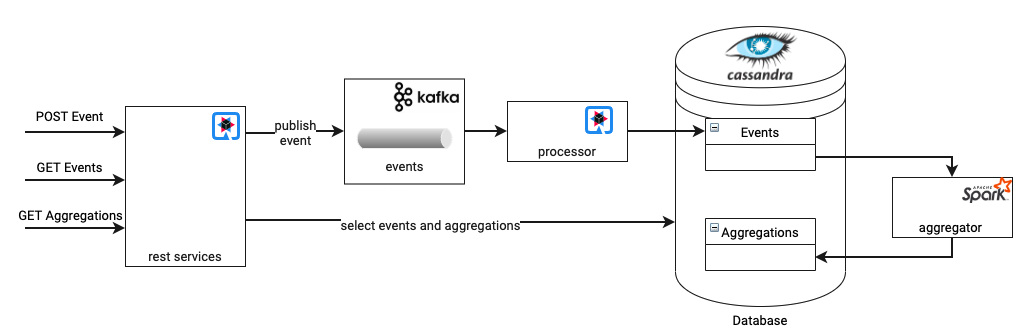 POST Event
GET Events
GET Aggregations
rest services
publish
event
kafka
events
processor
select events and aggregations
cassandra
Events
Aggregations
Database
APACHE
Spark
aggregator